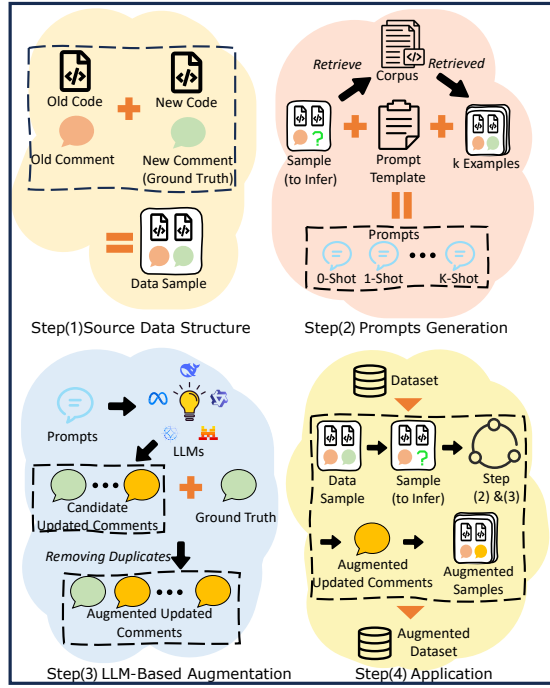 Old Code
New Code
Old Comment
New Comment
(Ground Truth)
Data Sample
Step(1)Source Data Structure
Retrieve
Corpus
Retrieved
Sample
(to Infer)
Prompt
Template
k Examples
Prompts
0-Shot
1-Shot
K-Shot
Step(2) Prompts Generation
Prompts
LLMs
Candidate
Updated Comments
Ground Truth
Removing Duplicates
Augmented Updated
Comments
Step(3) LLM-Based Augmentation
Dataset
Data
Sample
Sample
(to Infer)
Step
(2) &(3)
Augmented
Updated Comments
Augmented
Samples
Augmented
Dataset
Step(4) Application